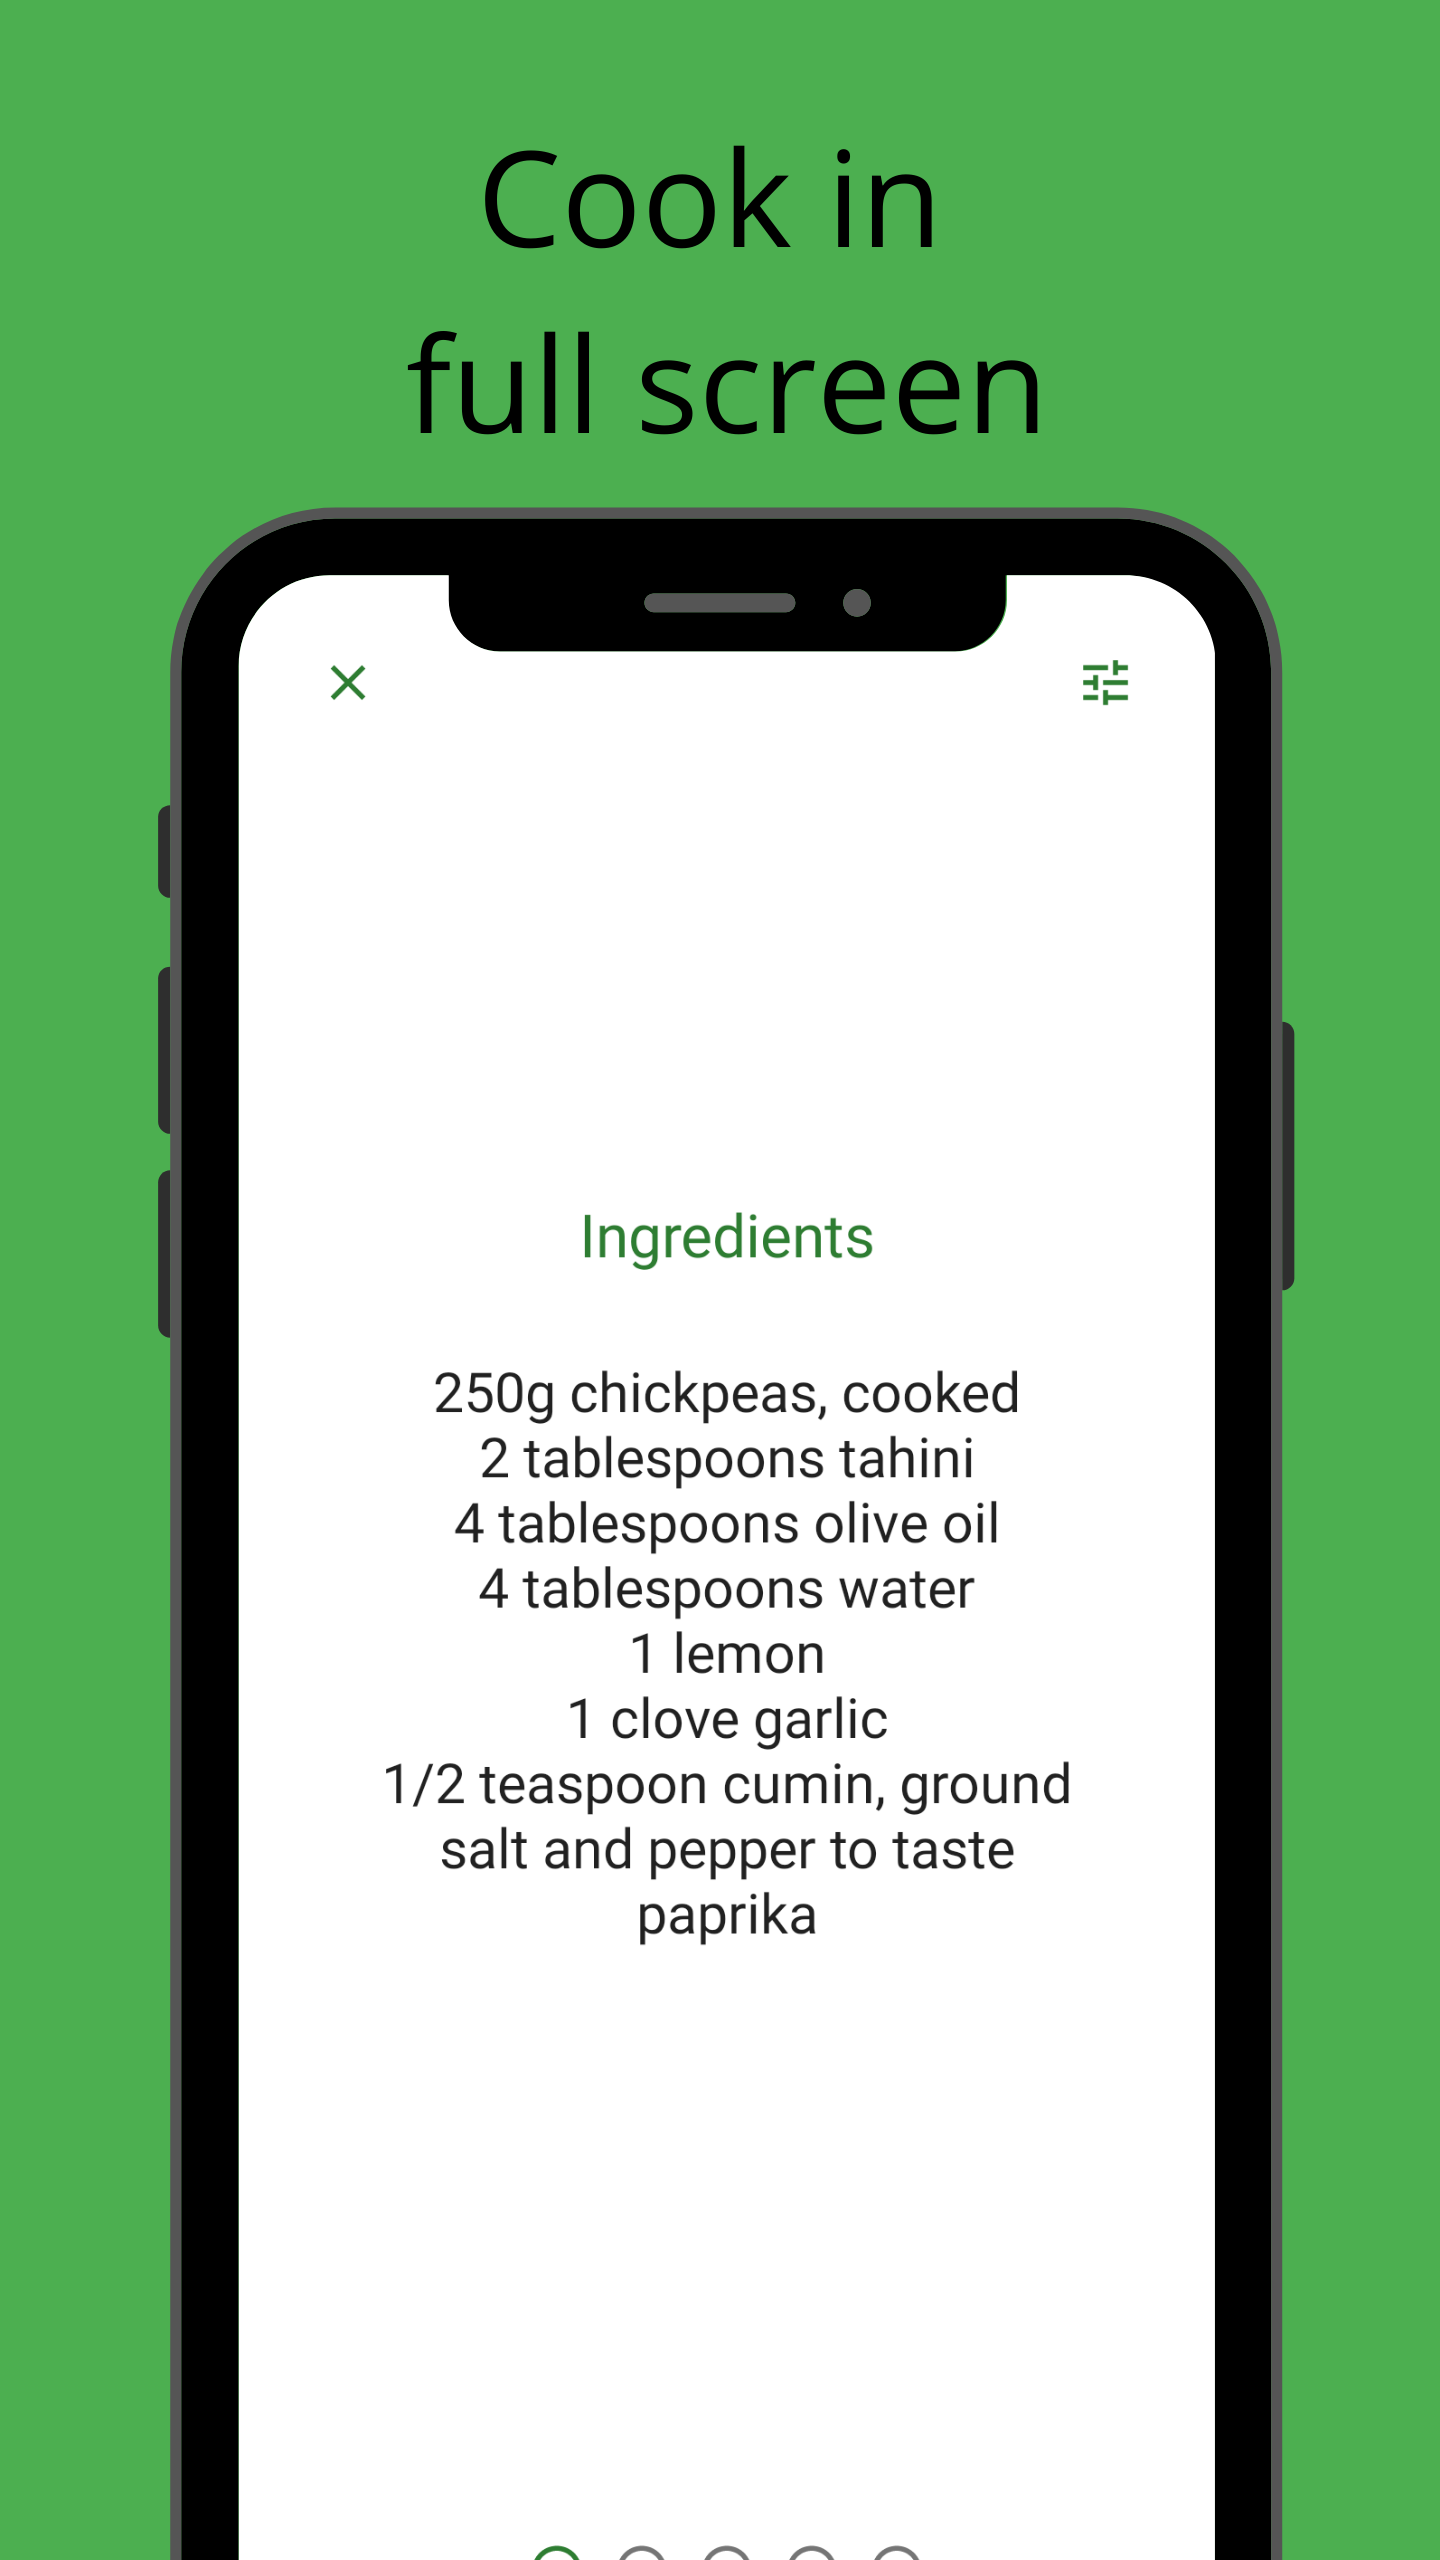 Cook in
full screen
Ingredients
250g chickpeas, cooked
2 tablespoons tahini
4 tablespoons olive oil
4 tablespoons water
1 lemon
1 clove garlic
1/2 teaspoon cumin, ground
salt and pepper to taste
paprika